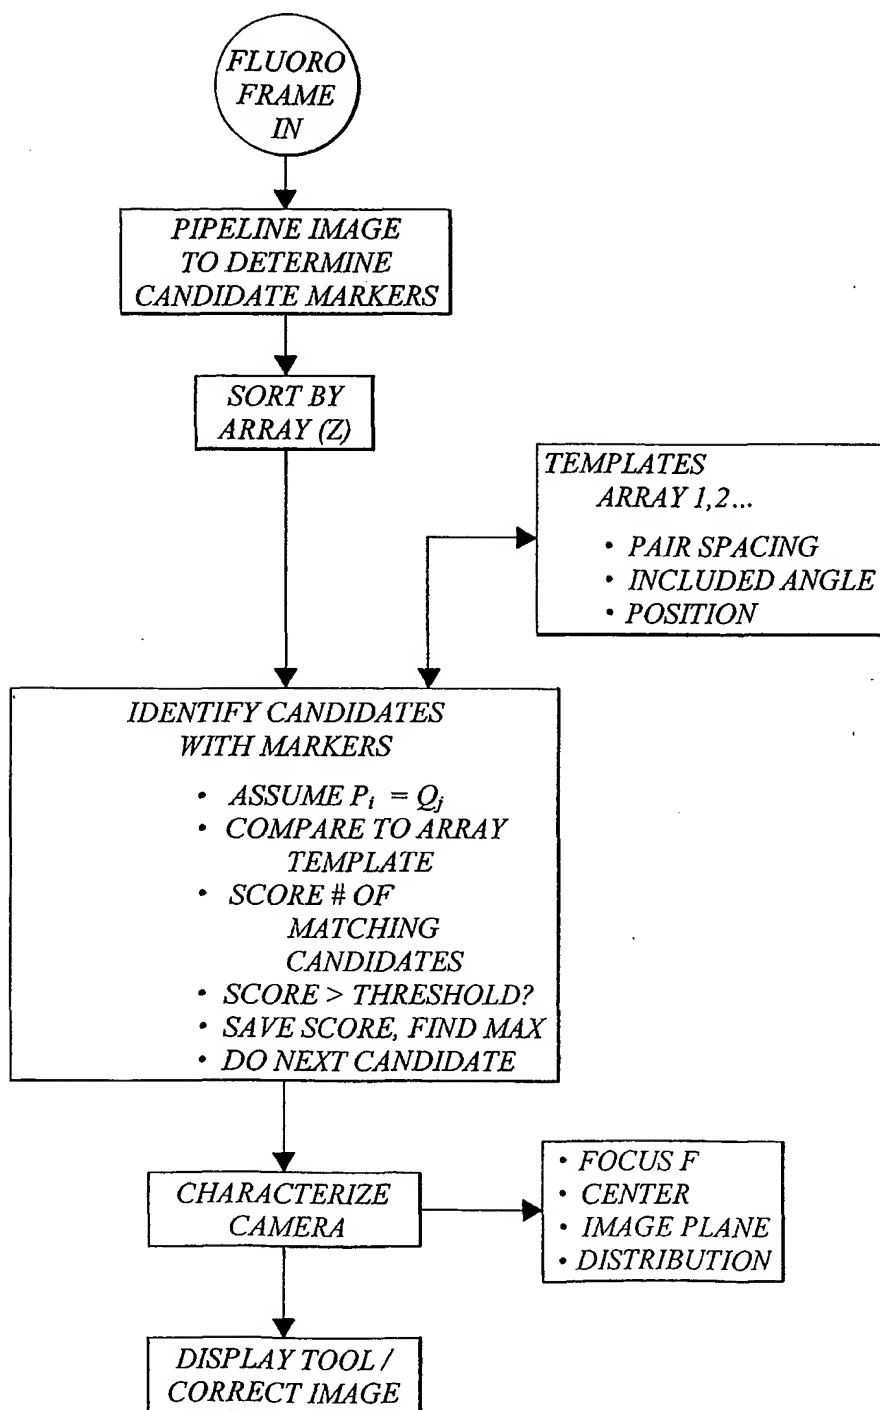 FLUORO
FRAME
IN
PIPELINE IMAGE
TO DETERMINE
CANDIDATE MARKERS
SORT BY
ARRAY (Z)
TEMPLATES
ARRAY 1,2...
• PAIR SPACING
• INCLUDED ANGLE
• POSITION
IDENTIFY CANDIDATES
WITH MARKERS
• ASSUME Pi = Qj
• COMPARE TO ARRAY
TEMPLATE
• SCORE # OF
MATCHING
CANDIDATES
• SCORE > THRESHOLD?
• SAVE SCORE, FIND MAX
• DO NEXT CANDIDATE
CHARACTERIZE
CAMERA
• FOCUS F
• CENTER
• IMAGE PLANE
• DISTRIBUTION
DISPLAY TOOL /
CORRECT IMAGE